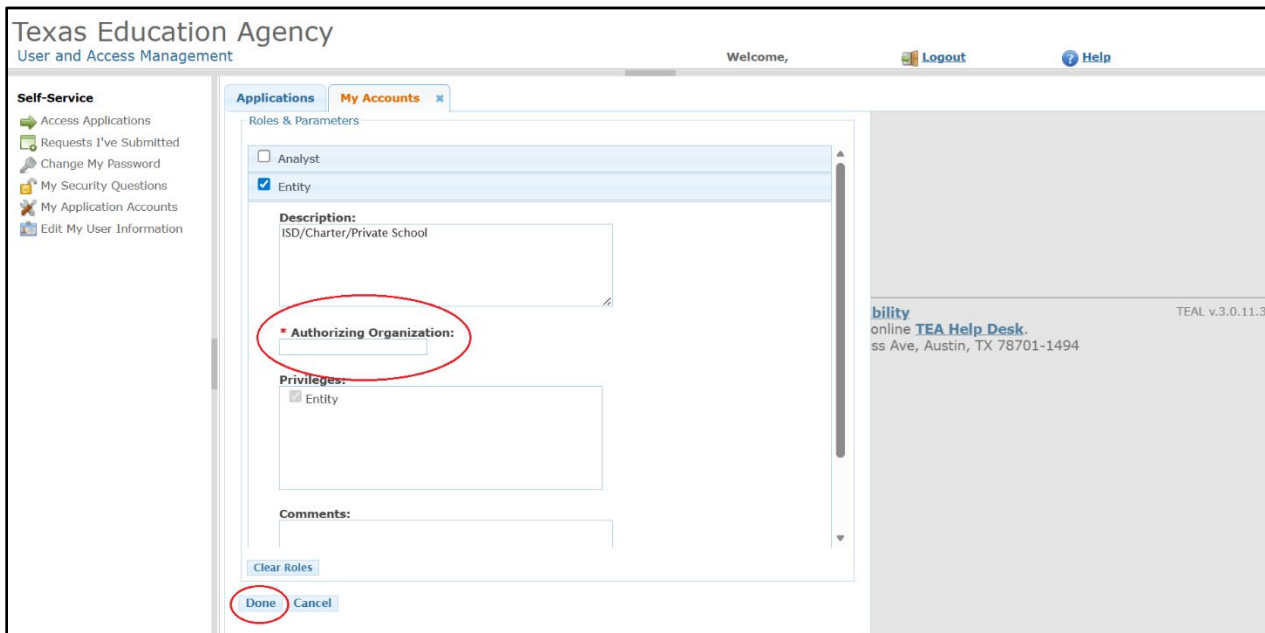 Texas Education Agency
User and Access Management
Welcome,
Logout
Help
Self-Service
Access Applications
Requests I've Submitted
Change My Password
My Security Questions
My Application Accounts
Edit My User Information
Applications
My Accounts x
Roles & Parameters
Analyst
Entity
Description:
ISD/Charter/Private School
* Authorizing Organization:
Privileges:
Entity
Comments:
Clear Roles
Done
Cancel
bility
online TEA Help Desk.
ss Ave, Austin, TX 78701-1494
TEAL v.3.0.11.3